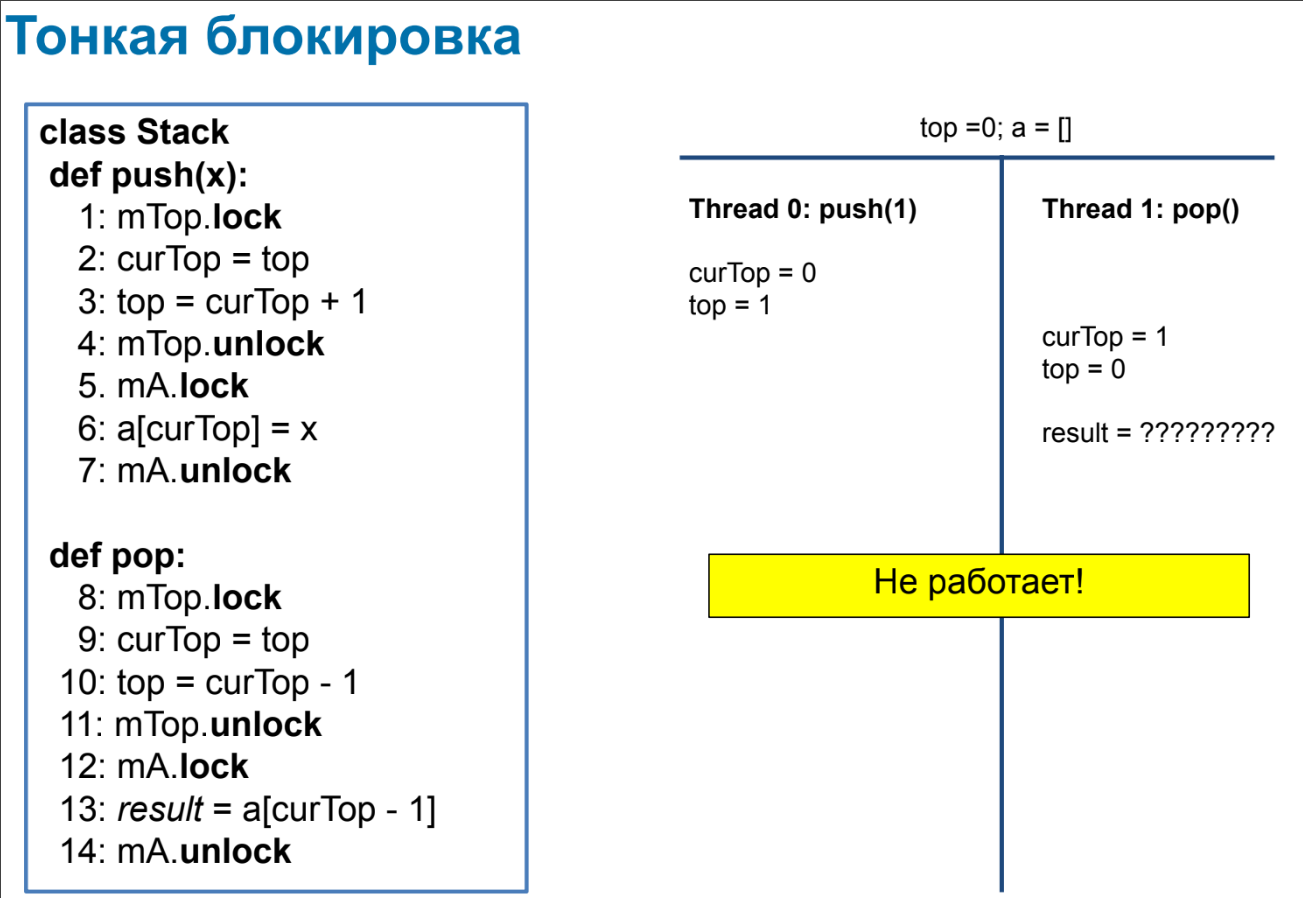 Тонкая блокировка
class Stack
def push(x):
1: mTop.lock
2: curTop = top
3: top = curTop + 1
4: mTop.unlock
5. mA.lock
6: a[curTop] = x
7: mA.unlock
def pop:
8: mTop.lock
9: curTop = top
10: top = curTop - 1
11: mTop.unlock
12: mA.lock
13: result = a[curTop - 1]
14: mA.unlock
top =0; a = []
Thread 0: push(1)
curTop = 0
top = 1
Thread 1: pop()
curTop = 1
top = 0
result = ?????????
Не работает!